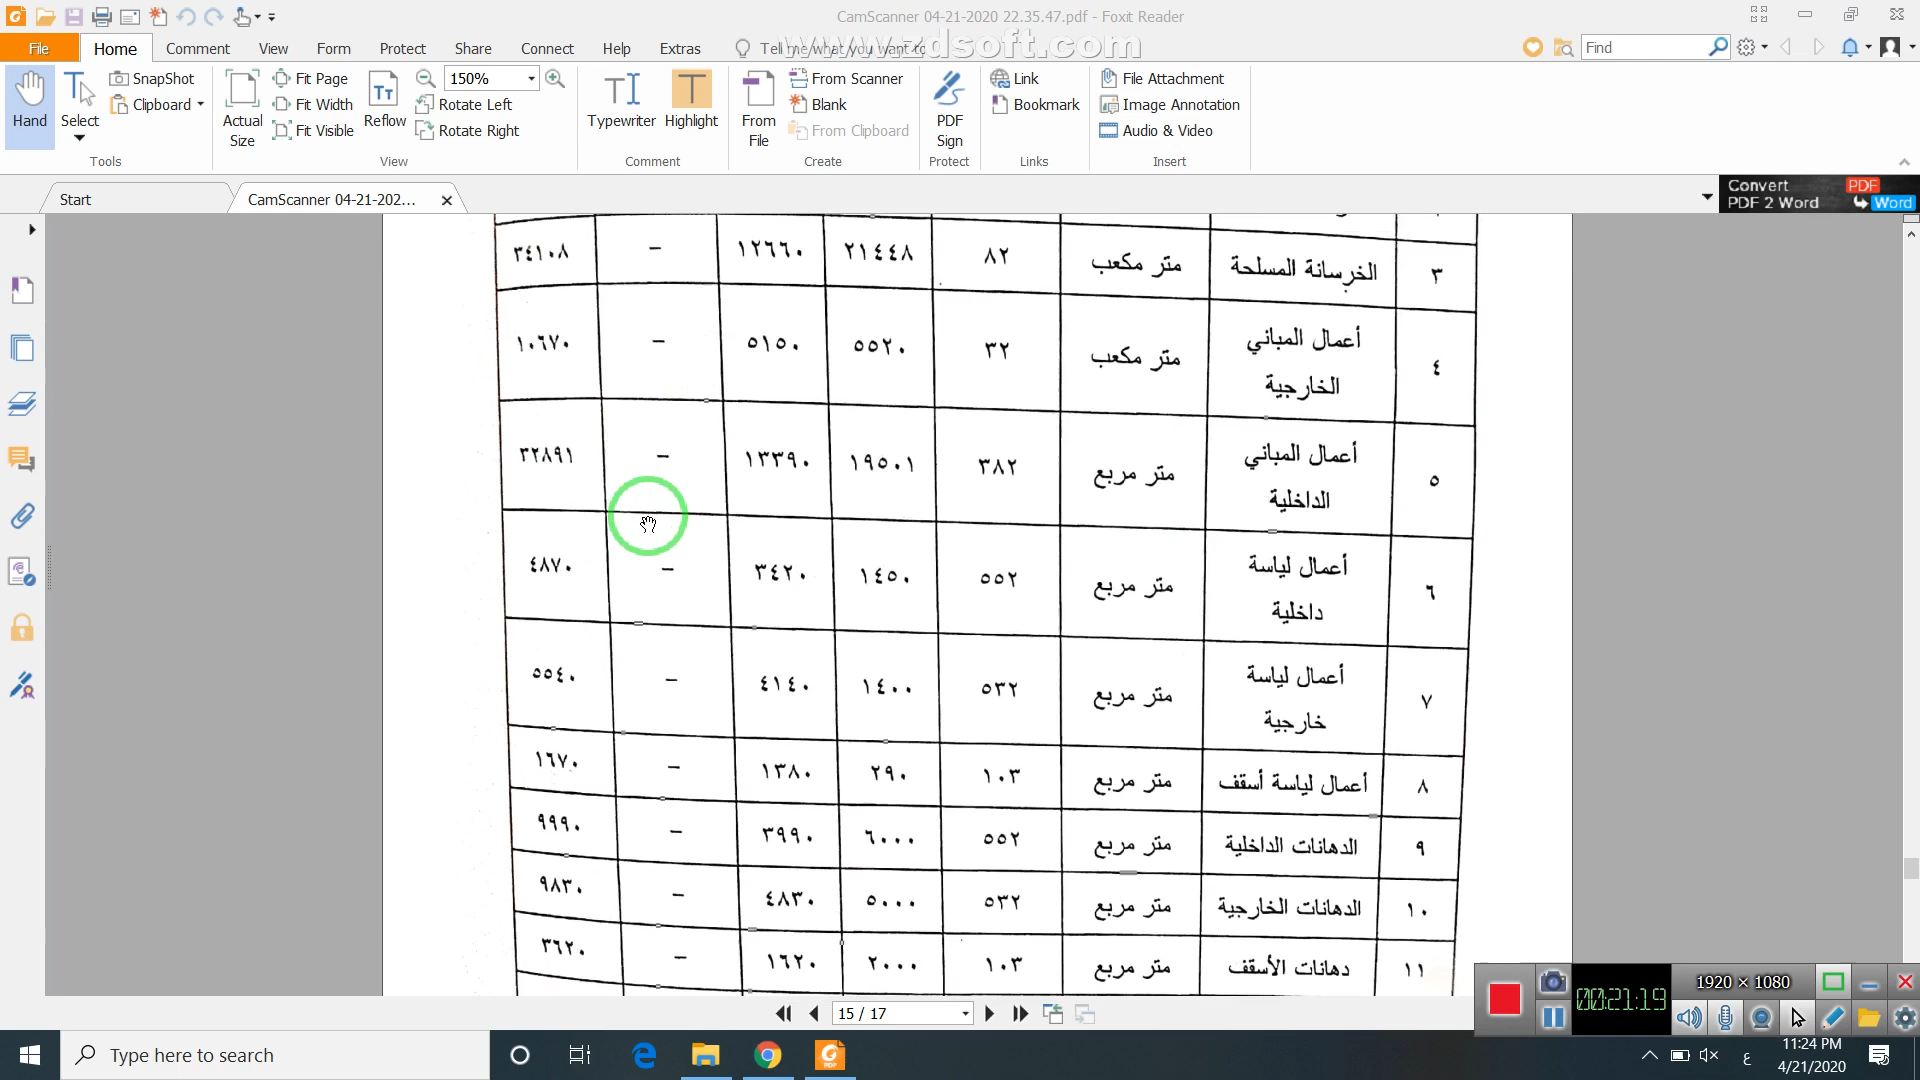 CamScanner 04-21-2020 22.35.47.pdf - Foxit Reader
www.zdsoft.com
File Home Comment View Form Protect Share Connect Help Extras Tell me what you want to Find
Hand
Select
SnapShot
Clipboard
Tools
Actual Size
Fit Page
Fit Width
Fit Visible
Reflow
150%
Rotate Left
Rotate Right
View
Typewriter
Highlight
Comment
From File
From Scanner
Blank
From Clipboard
Create
PDF Sign
Protect
Link
Bookmark
Links
File Attachment
Image Annotation
Audio & Video
Insert
Start
CamScanner 04-21-202...
Convert PDF
PDF 2 Word Word
٣ الخرسانة المسلحة متر مكعب ٨٢ ٢١٤٤٨ ١٢٦٦٠ – ٣٤١٠٨
٤ أعمال المباني الخارجية متر مكعب ٣٢ ٥٥٢٠ ٥١٥٠ – ١٠٦٧٠
٥ أعمال المباني الداخلية متر مربع ٣٨٢ ١٩٥٠١ ١٣٣٩٠ – ٣٢٨٩١
٦ أعمال لياسة داخلية متر مربع ٥٥٢ ١٤٥٠ ٣٤٢٠ – ٤٨٧٠
٧ أعمال لياسة خارجية متر مربع ٥٣٢ ١٤٠٠ ٤١٤٠ – ٥٥٤٠
٨ أعمال لياسة أسقف متر مربع ١٠٣ ٢٩٠ ١٣٨٠ – ١٦٧٠
٩ الدهانات الداخلية متر مربع ٥٥٢ ٦٠٠٠ ٣٩٩٠ – ٩٩٩٠
١٠ الدهانات الخارجية متر مربع ٥٣٢ ٥٠٠٠ ٤٨٣٠ – ٩٨٣٠
١١ دهانات الأسقف متر مربع ١٠٣ ٢٠٠٠ ١٦٢٠ – ٣٦٢٠
15 / 17
1920 × 1080
00:21:19
Type here to search
ع
11:24 PM
4/21/2020